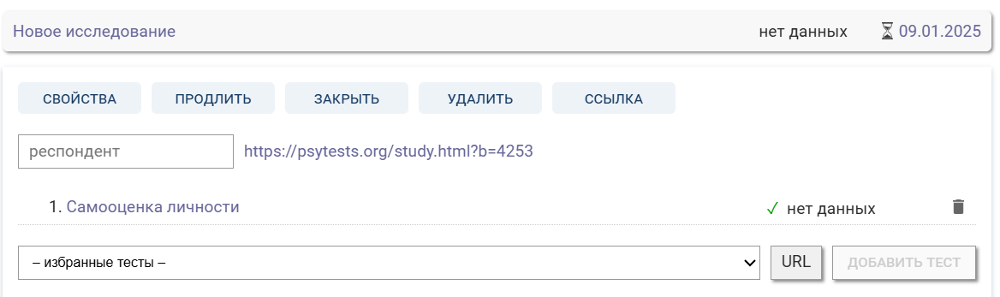 Новое исследование нет данных 09.01.2025
СВОЙСТВА ПРОДЛИТЬ ЗАКРЫТЬ УДАЛИТЬ ССЫЛКА
респондент https://psytests.org/study.html?b=4253
1. Самооценка личности ✓ нет данных
– избранные тесты – URL ДОБАВИТЬ ТЕСТ